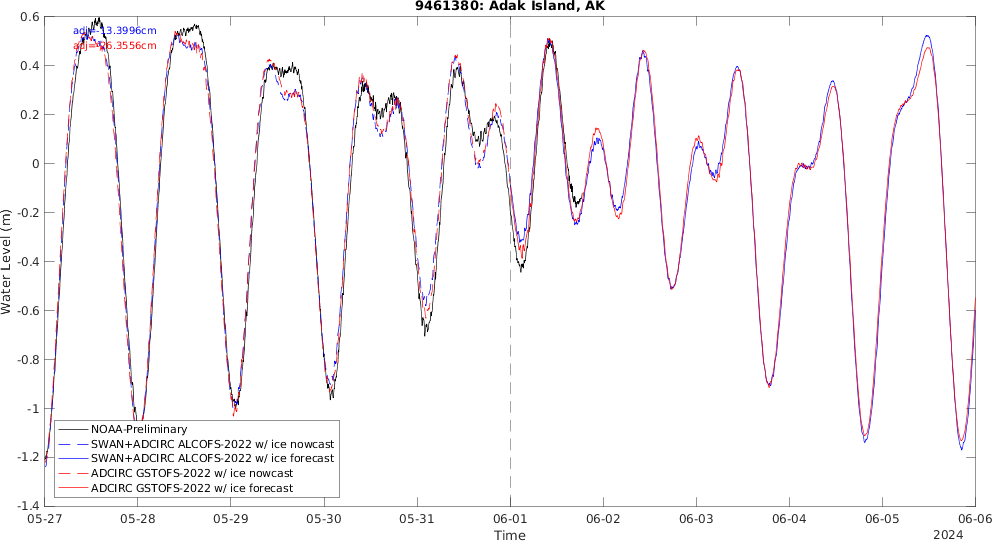 9461380: Adak Island, AK
0.6
0.4
0.2
0
-0.2
-0.4
-0.6
-0.8
-1
-1.2
-1.4
Water Level (m)
NOAA-Preliminary
SWAN+ADCIRC ALCOFS-2022 w/ ice nowcast
SWAN+ADCIRC ALCOFS-2022 w/ ice forecast
ADCIRC GSTOFS-2022 w/ ice nowcast
ADCIRC GSTOFS-2022 w/ ice forecast
05-27 05-28 05-29 05-30 05-31 06-01 06-02 06-03 06-04 06-05 06-06
Time
2024